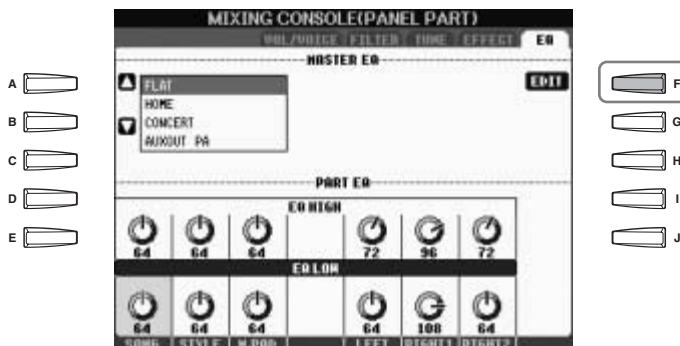 MIXING CONSOLE(PANEL PART)
VOL/VOICE FILTER TUNE EFFECT EQ
MASTER EQ
A FLAT EDIT F
HOME
B CONCERT G
AUXOUT PA
C H
PART EQ
D I
EQ HIGH
E J
64 64 64 72 96 72
EQ LOW
64 64 64 64 108 64
SONG STYLE M.PAD LEFT RIGHT1 RIGHT2